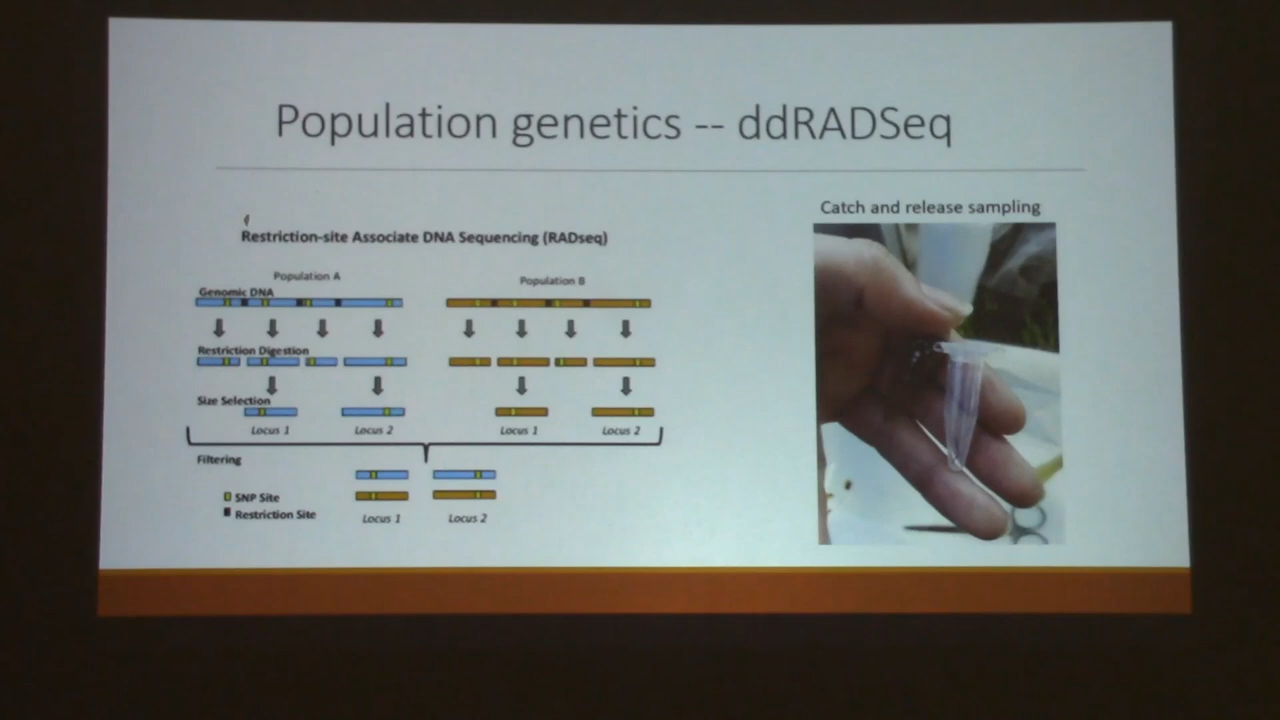 Population genetics -- ddRADSeq
Restriction-site Associate DNA Sequencing (RADseq)
Population A
Population B
Genomic DNA
Restriction Digestion
Size Selection
Locus 1
Locus 2
Locus 1
Locus 2
Filtering
SNP Site
Restriction Site
Locus 1
Locus 2
Catch and release sampling